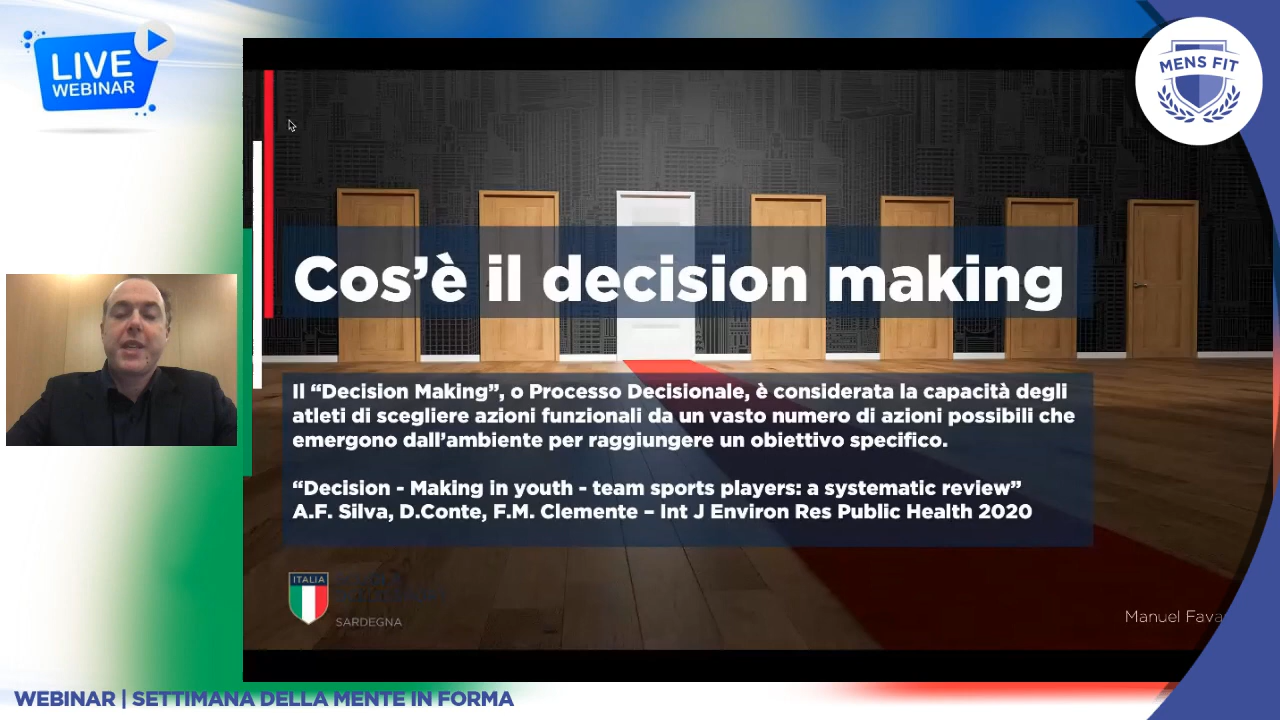 LIVE
WEBINAR
MENS FIT
Cos’è il decision making
Il “Decision Making”, o Processo Decisionale, è considerata la capacità degli
atleti di scegliere azioni funzionali da un vasto numero di azioni possibili che
emergono dall’ambiente per raggiungere un obiettivo specifico.
“Decision - Making in youth - team sports players: a systematic review”
A.F. Silva, D.Conte, F.M. Clemente – Int J Environ Res Public Health 2020
ITALIA
SARDEGNA
Manuel
WEBINAR | SETTIMANA DELLA MENTE IN FORMA